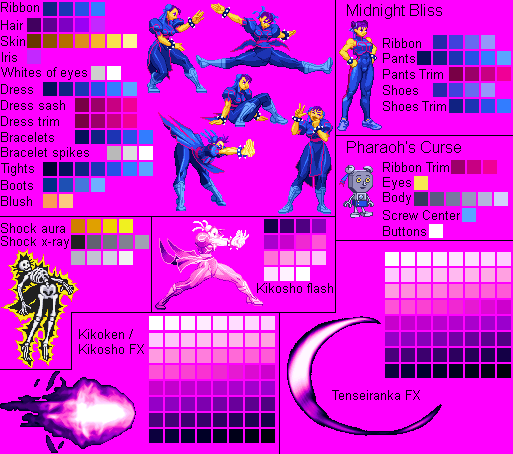 Ribbon
Hair
Skin
Iris
Whites of eyes
Dress
Dress sash
Dress trim
Bracelets
Bracelet spikes
Tights
Boots
Blush
Midnight Bliss
Ribbon
Pants
Pants Trim
Shoes
Shoes Trim
Pharaoh's Curse
Ribbon Trim
Eyes
Body
Screw Center
Buttons
Shock aura
Shock x-ray
Kikosho flash
Kikoken /
Kikosho FX
Tenseiranka FX